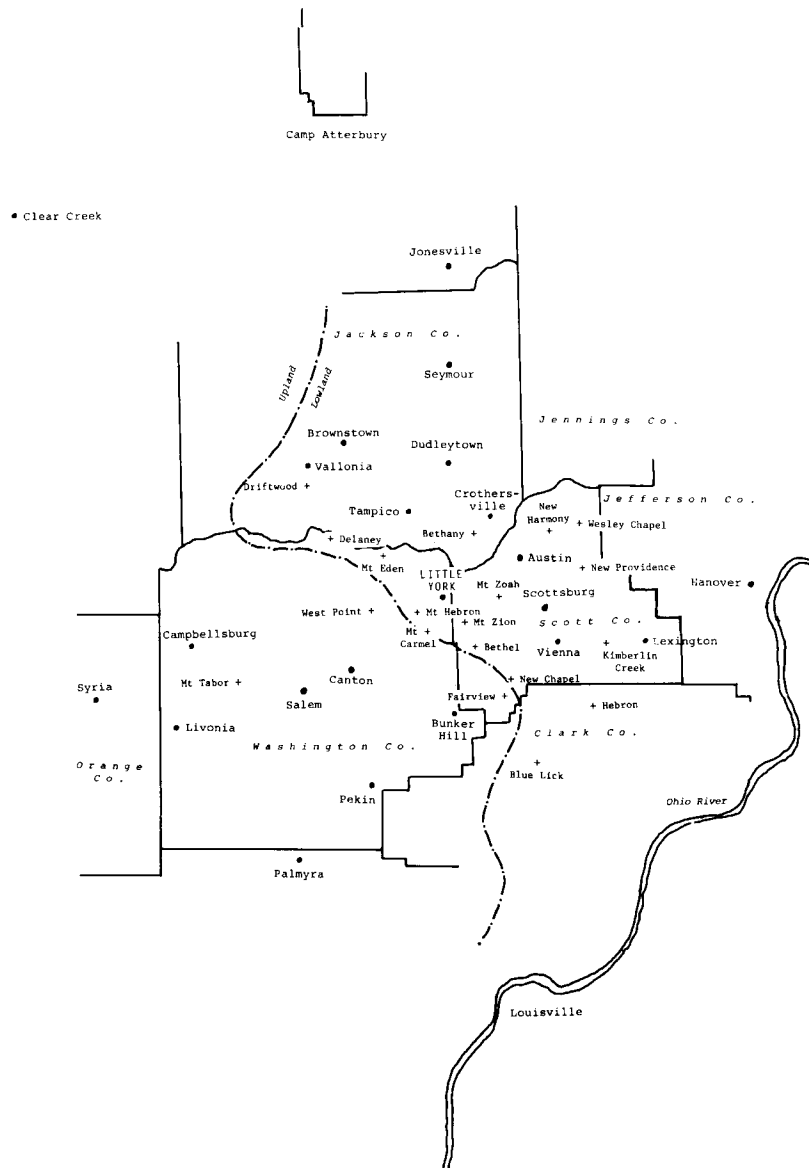 Camp Atterbury
Clear Creek
Jonesville
Jackson Co.
Upland
Lowland
Seymour
Jennings Co.
Brownstown
Dudleytown
Vallonia
Driftwood
Crothers-
ville
Jefferson Co.
New
Harmony
Wesley Chapel
Tampico
Bethany
Delaney
Mt Eden
Austin
New Providence
LITTLE
YORK
Mt Zoah
Hanover
Scottsburg
West Point
Mt Hebron
Mt Zion
Scott Co.
Mt
Carmel
Campbellsburg
Bethel
Vienna
Kimberlin
Creek
Lexington
Canton
Mt Tabor
New Chapel
Syria
Salem
Fairview
Hebron
Livonia
Bunker
Hill
Washington Co.
Clark Co.
Orange
Co.
Blue Lick
Pekin
Ohio River
Palmyra
Louisville